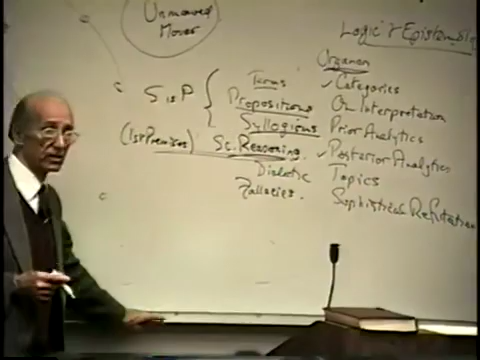 Unmoved
Mover
Logic & Epistemology
Organon
Categories
On Interpretation
Prior Analytics
Posterior Analytics
Topics
Sophistical Refutations
S is P
Terms
Propositions
Syllogisms
(1st Premises) Sc. Reasoning
Dialectic
Fallacies.